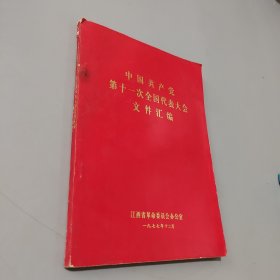 中国共产党
第十一次全国代表大会
文件汇编
江西省革命委员会办公室
一九七七年十二月